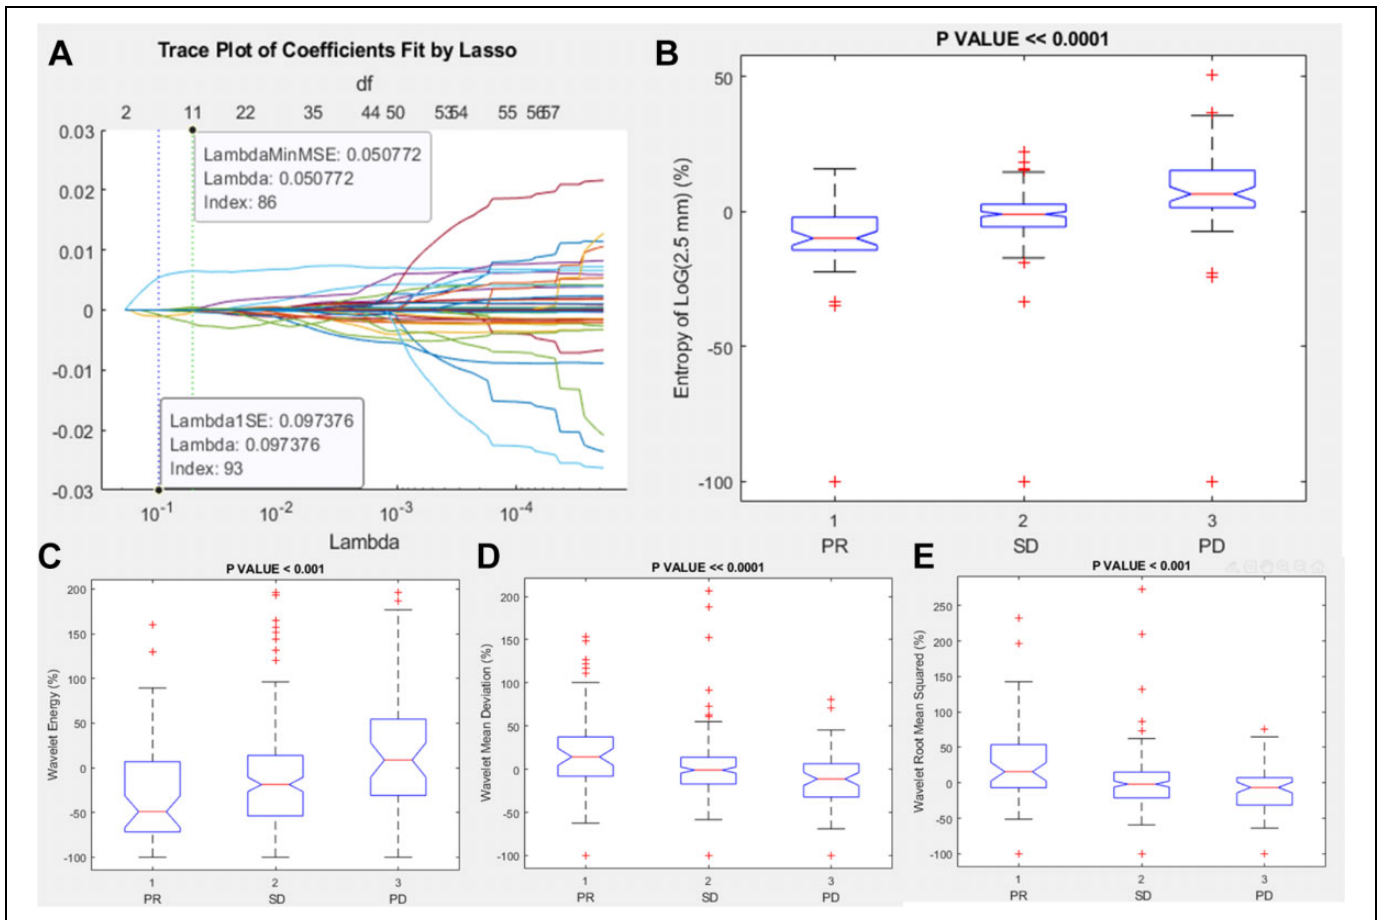 A
Trace Plot of Coefficients Fit by Lasso
df
2 11 22 35 44 50 53 54 55 56 57
0.03
0.02
0.01
0
-0.01
-0.02
-0.03
LambdaMinMSE: 0.050772
Lambda: 0.050772
Index: 86
Lambda1SE: 0.097376
Lambda: 0.097376
Index: 93
10-1 10-2 10-3 10-4
Lambda
B
P VALUE << 0.0001
Entropy of LoG(2.5 mm) (%)
50
0
-50
-100
1 2 3
PR SD PD
C
P VALUE < 0.001
Wavelet Energy (%)
200
150
100
50
0
-50
-100
1 2 3
PR SD PD
D
P VALUE << 0.0001
Wavelet Mean Deviation (%)
200
150
100
50
0
-50
-100
1 2 3
PR SD PD
E
P VALUE < 0.001
Wavelet Root Mean Squared (%)
250
200
150
100
50
0
-50
-100
1 2 3
PR SD PD